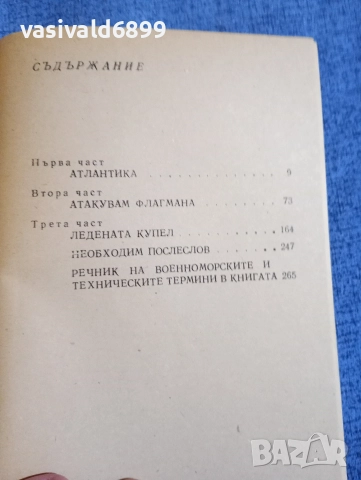 vasivald6899
СЪДЪРЖАНИЕ
Първа част
АТЛАНТИКА . . . . . . . . . . . . 9
Втора част
АТАКУВАМ ФЛАГМАНА . . . . . . . 73
Трета част
ЛЕДЕНАТА КУПЕЛ . . . . . . . . . 164
НЕОБХОДИМ ПОСЛЕСЛОВ . . . . . 247
РЕЧНИК НА ВОЕННОМОРСКИТЕ И
ТЕХНИЧЕСКИТЕ ТЕРМИНИ В КНИГАТА 265
BAZAR